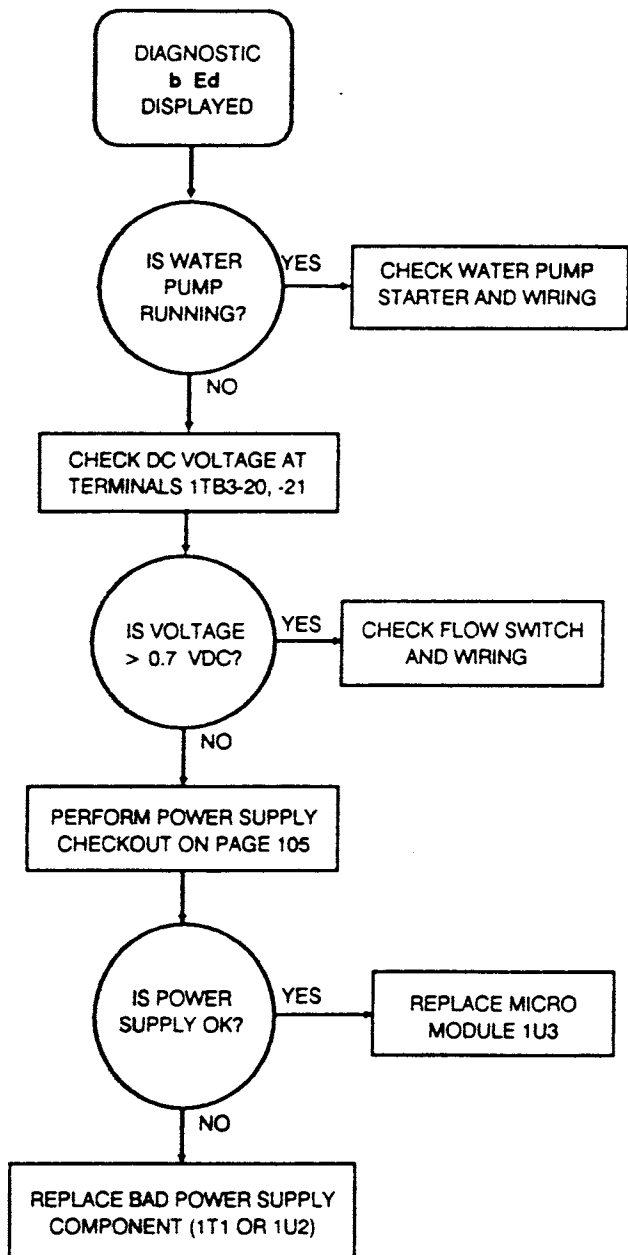 DIAGNOSTIC
b Ed
DISPLAYED
IS WATER
PUMP
RUNNING?
YES
CHECK WATER PUMP
STARTER AND WIRING
NO
CHECK DC VOLTAGE AT
TERMINALS 1TB3-20, -21
IS VOLTAGE
> 0.7 VDC?
YES
CHECK FLOW SWITCH
AND WIRING
NO
PERFORM POWER SUPPLY
CHECKOUT ON PAGE 105
IS POWER
SUPPLY OK?
YES
REPLACE MICRO
MODULE 1U3
NO
REPLACE BAD POWER SUPPLY
COMPONENT (1T1 OR 1U2)